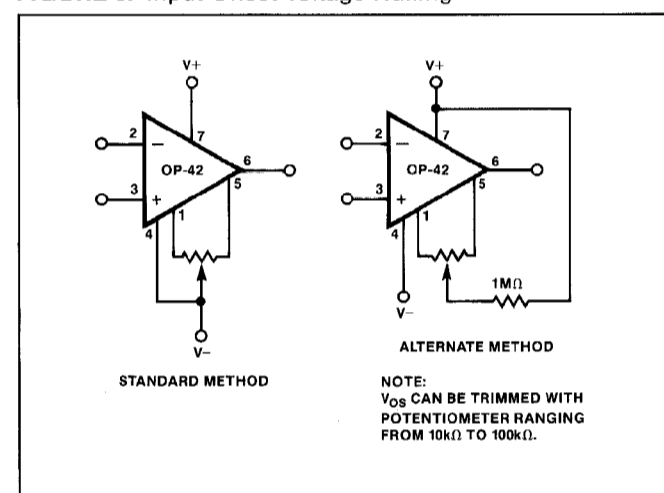 Input Offset Voltage Nulling
V+
7
2
−
OP-42
6
3
+
5
1
4
V−
STANDARD METHOD
V+
7
2
−
OP-42
6
3
+
5
1
4
1MΩ
V−
ALTERNATE METHOD
NOTE:
VOS CAN BE TRIMMED WITH
POTENTIOMETER RANGING
FROM 10kΩ TO 100kΩ.